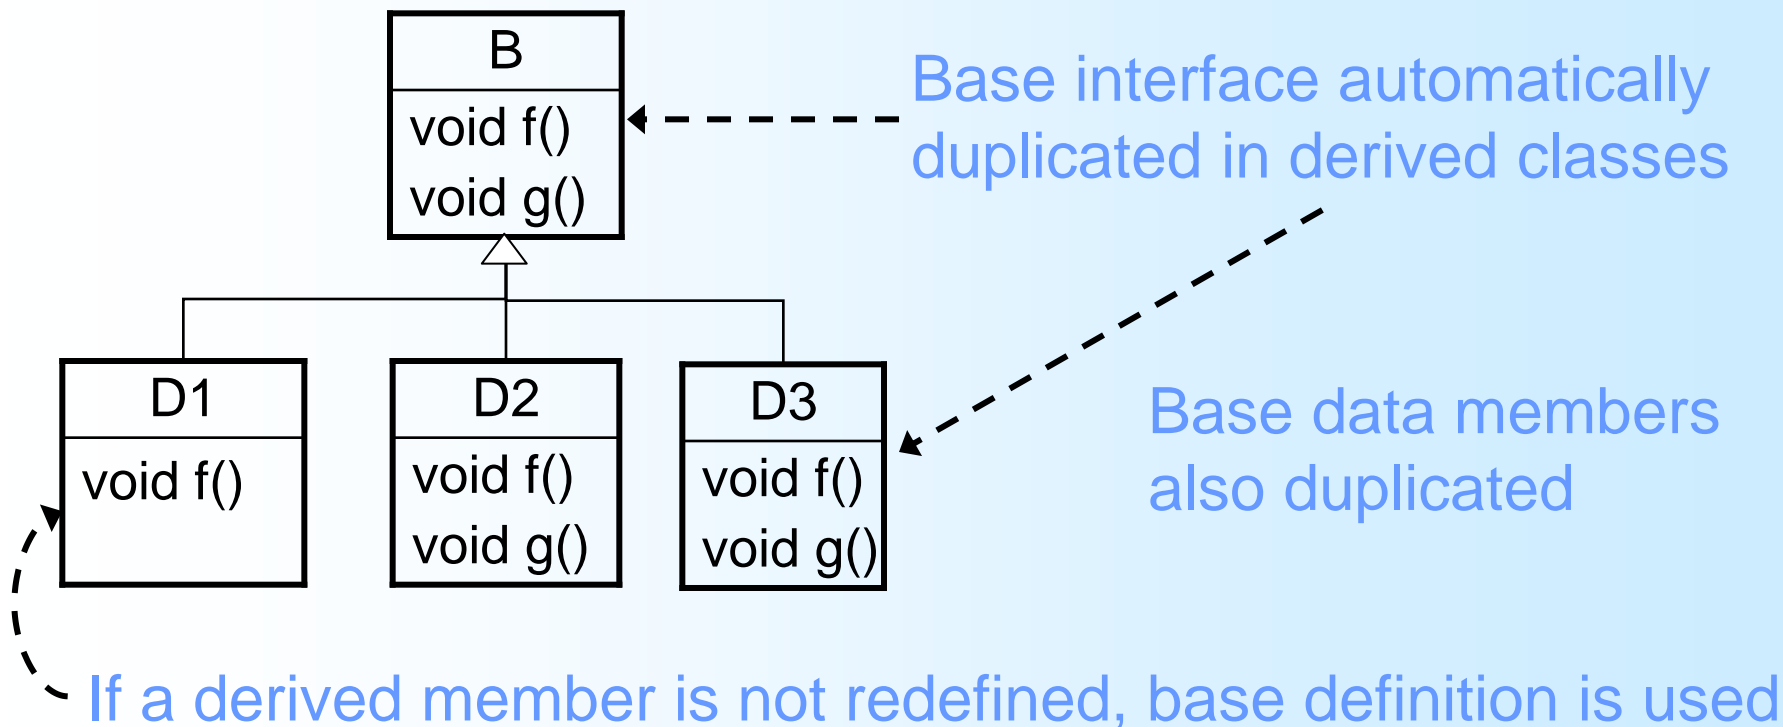 B
void f()
void g()
Base interface automatically
duplicated in derived classes
D1
void f()
D2
void f()
void g()
D3
void f()
void g()
Base data members
also duplicated
If a derived member is not redefined, base definition is used